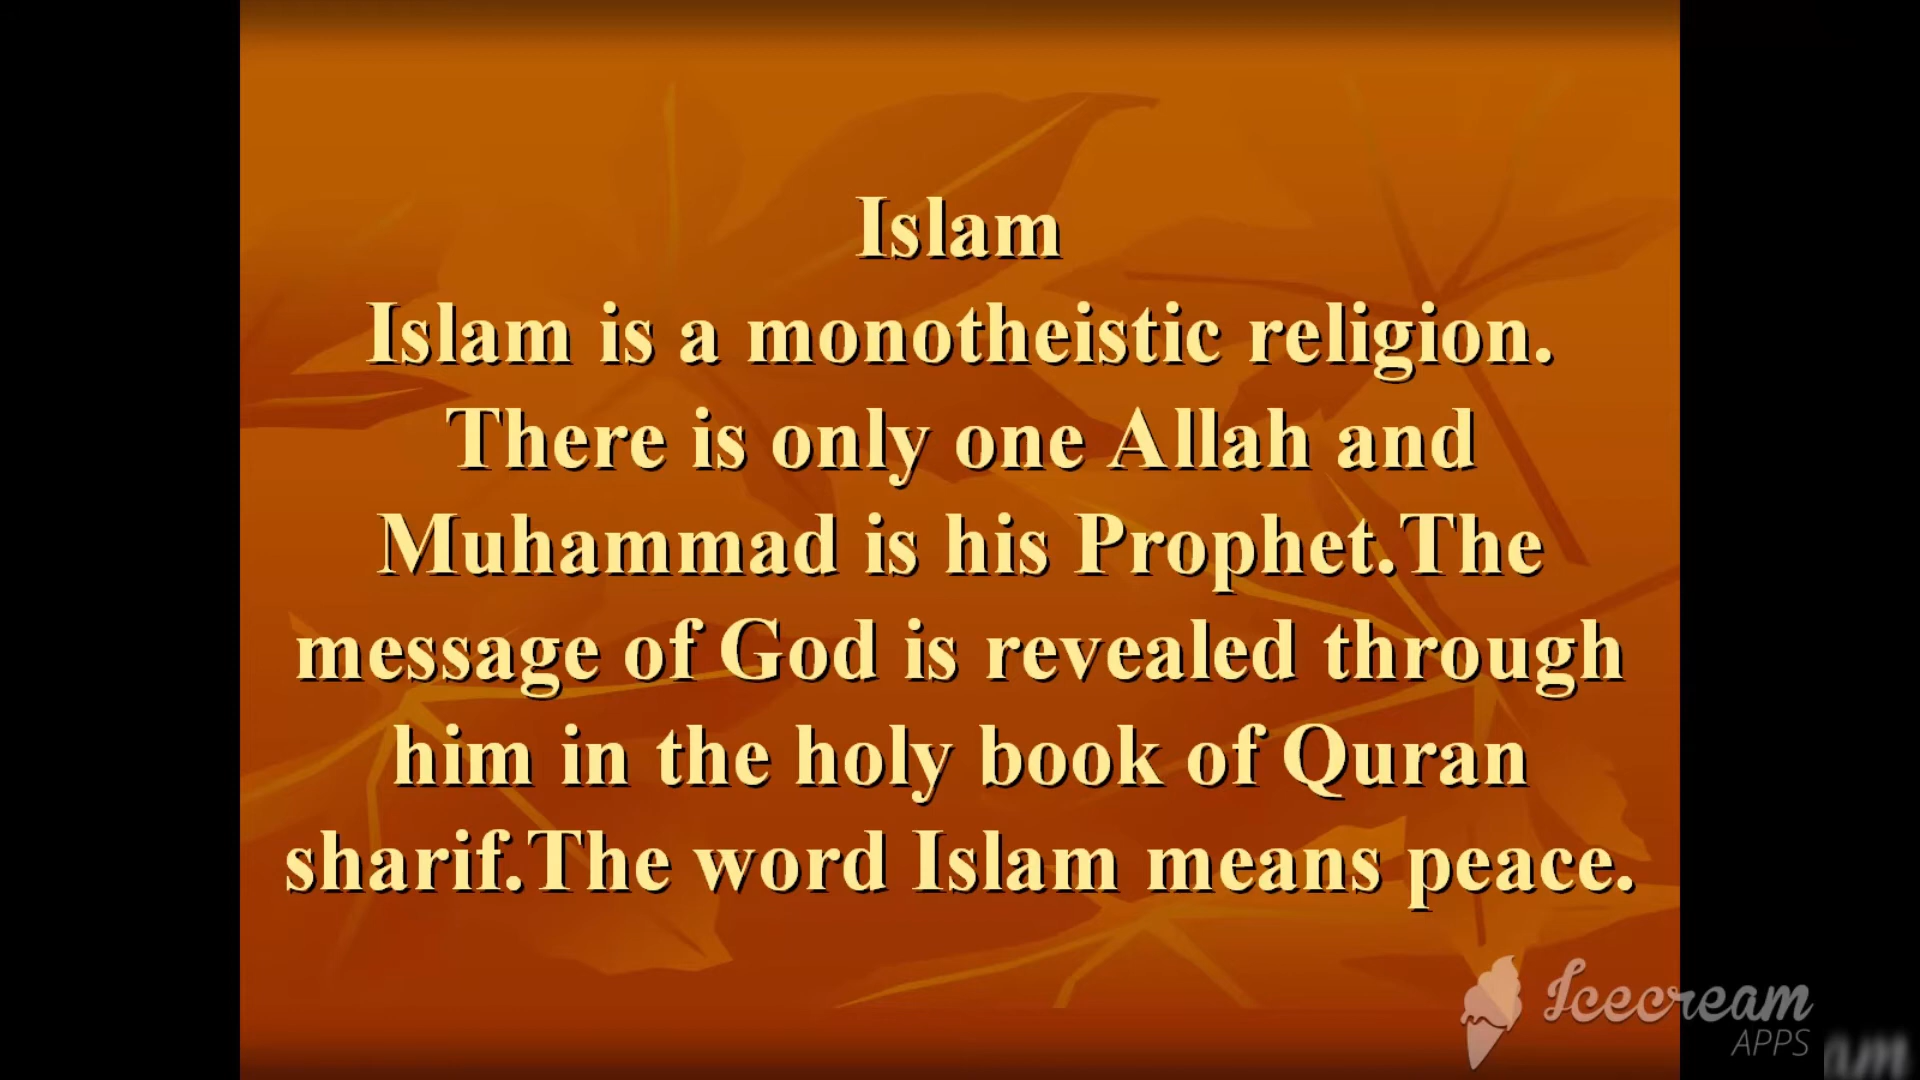 Islam
Islam is a monotheistic religion.
There is only one Allah and
Muhammad is his Prophet.The
message of God is revealed through
him in the holy book of Quran
sharif.The word Islam means peace.
Icecream
APPS
am